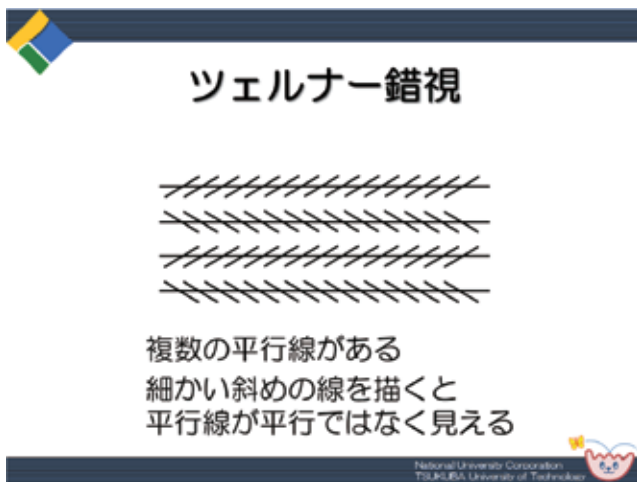 ツェルナー錯視
複数の平行線がある
細かい斜めの線を描くと
平行線が平行ではなく見える
National University Corporation
TSUKUBA University of Technology